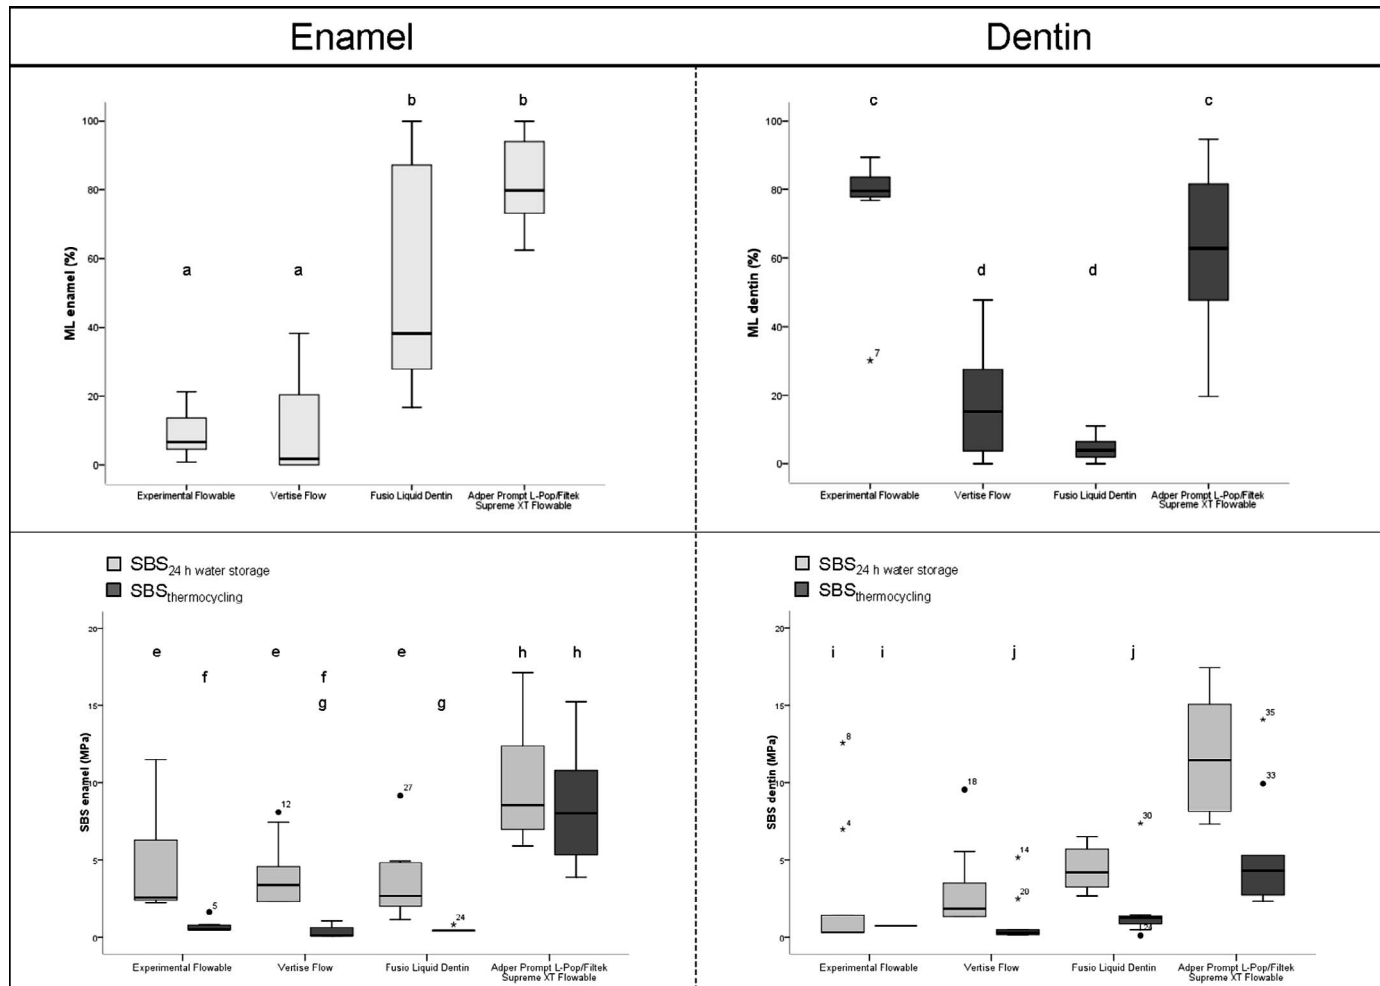 Enamel
Dentin
b b
100
80
60
40
20
0
ML enamel (%)
a a
Experimental Flowable
Vertise Flow
Fusio Liquid Dentin
Adper Prompt L-Pop/Filtek
Supreme XT Flowable
c c
100
80
60
40
20
0
ML dentin (%)
d d
*7
Experimental Flowable
Vertise Flow
Fusio Liquid Dentin
Adper Prompt L-Pop/Filtek
Supreme XT Flowable
SBS24 h water storage
SBSthermocycling
20
15
10
5
0
SBS enamel (MPa)
e e e h h
f f
g g
12
27
5
24
Experimental Flowable
Vertise Flow
Fusio Liquid Dentin
Adper Prompt L-Pop/Filtek
Supreme XT Flowable
SBS24 h water storage
SBSthermocycling
20
15
10
5
0
SBS dentin (MPa)
i i j j
*8
*4
18
*14
*20
*30
*35
33
Experimental Flowable
Vertise Flow
Fusio Liquid Dentin
Adper Prompt L-Pop/Filtek
Supreme XT Flowable